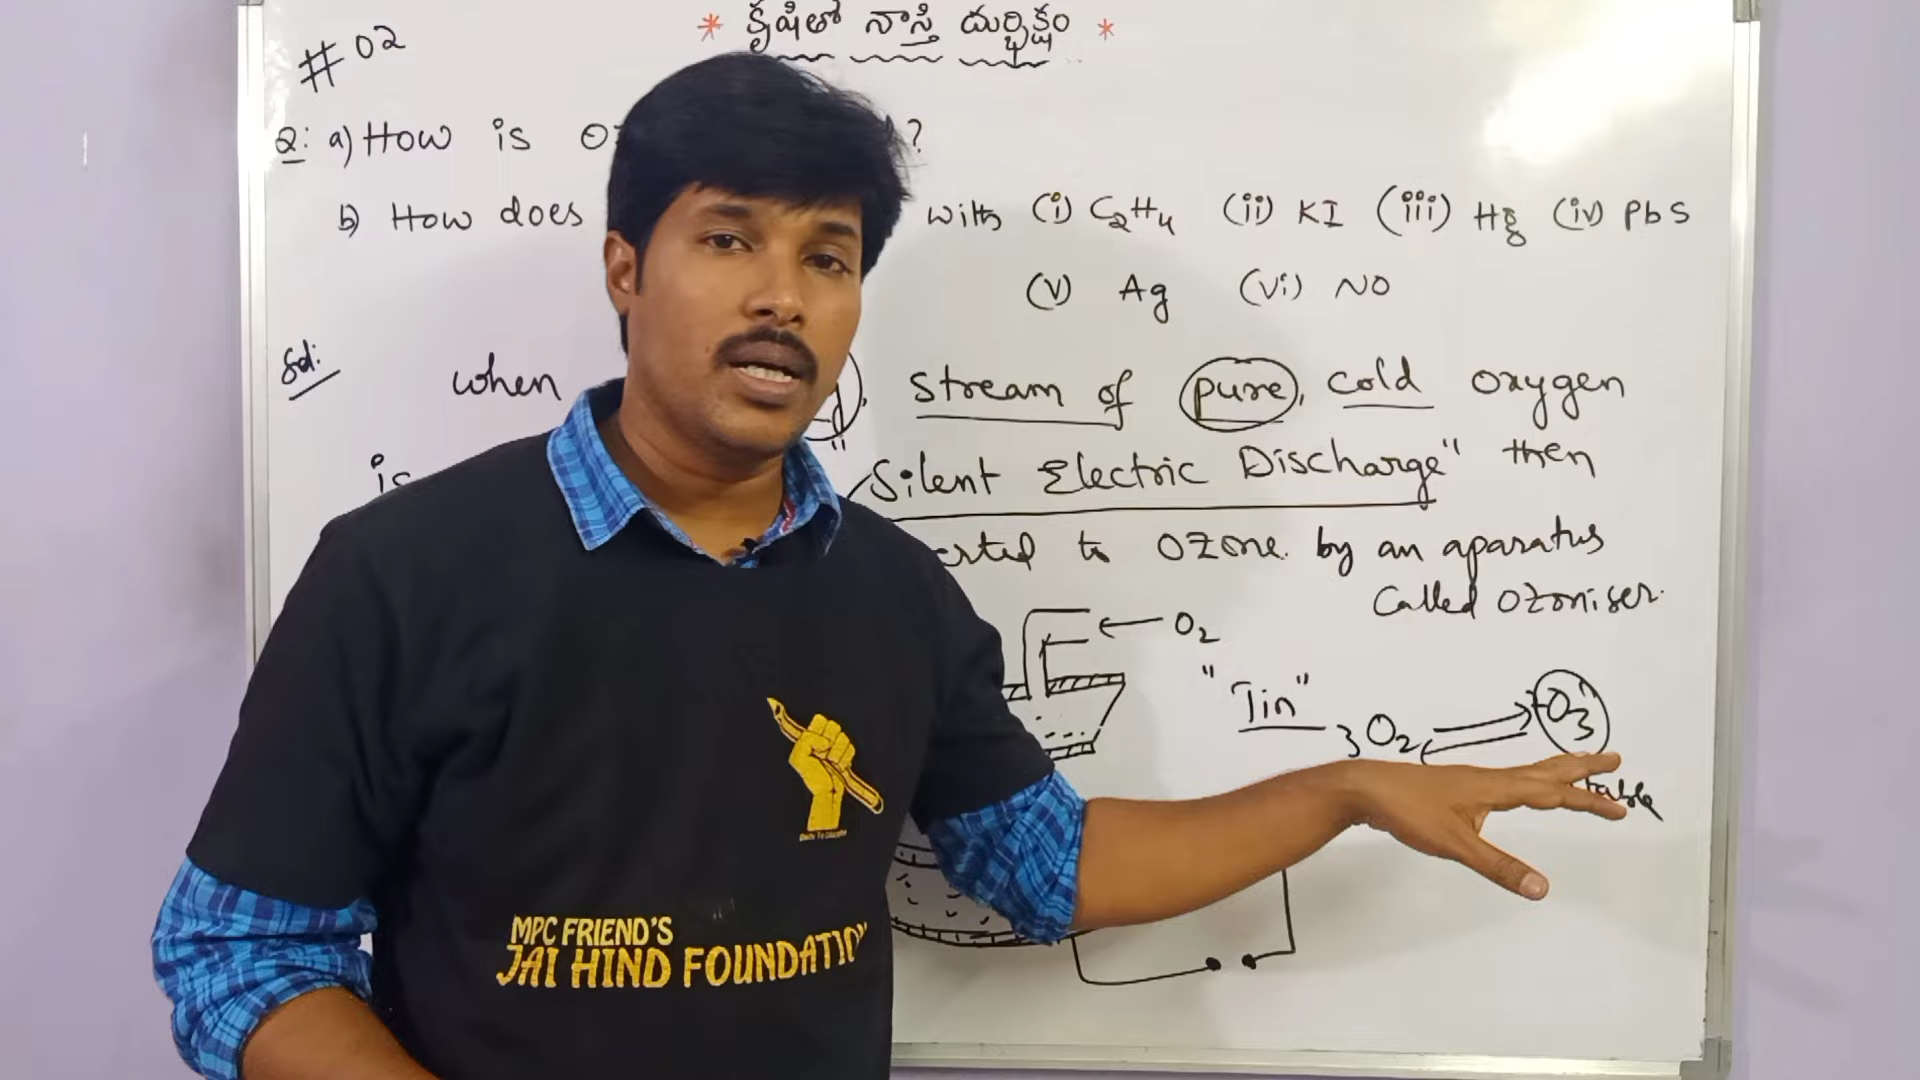 # 02
* కృషితో నాస్తి దుర్భిక్షం *
Q: a) How is ?
b) How does with (i) C2H4 (ii) KI (iii) Hg (iv) PbS
(v) Ag (vi) NO
Sol:
when stream of pure, cold oxygen
is "Silent Electric Discharge" then
to Ozone by an aparatus
Called Ozoniser.
O2
"Tin"
3O2 ⇌ O3
MPC FRIEND'S
JAI HIND FOUNDATION